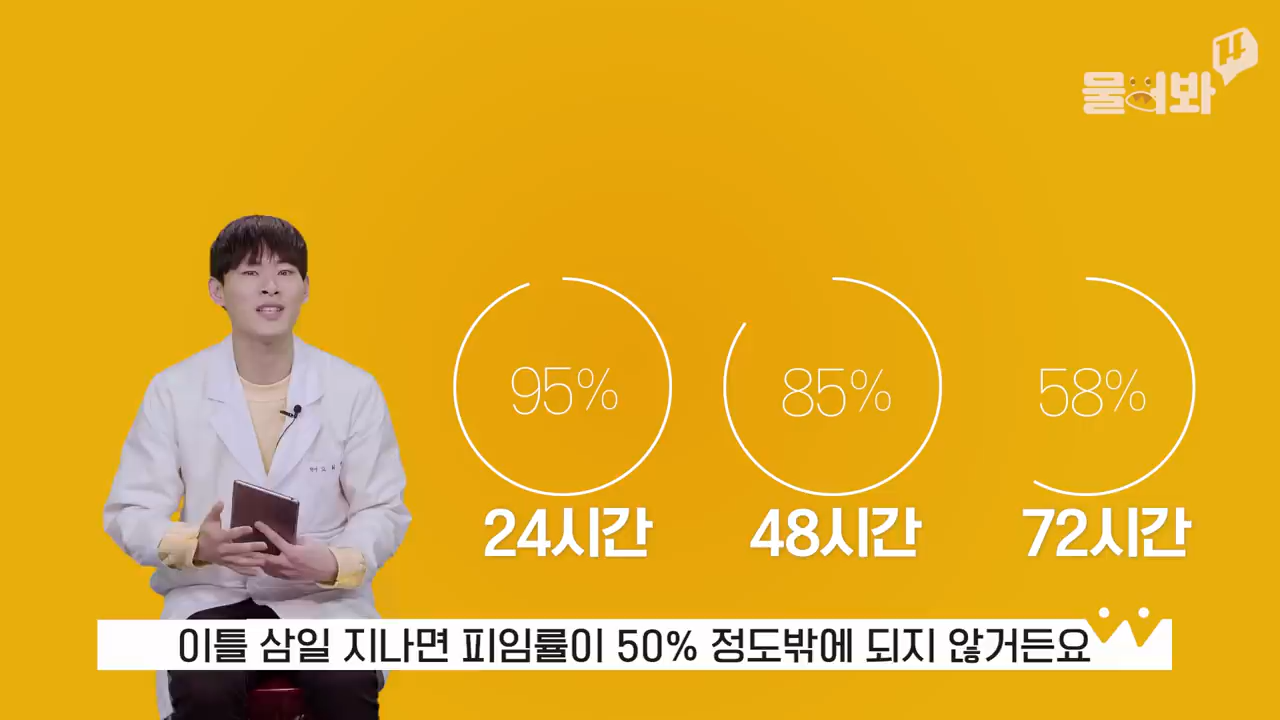 물어봐
95%
85%
58%
24시간
48시간
72시간
이틀 삼일 지나면 피임률이 50% 정도밖에 되지 않거든요